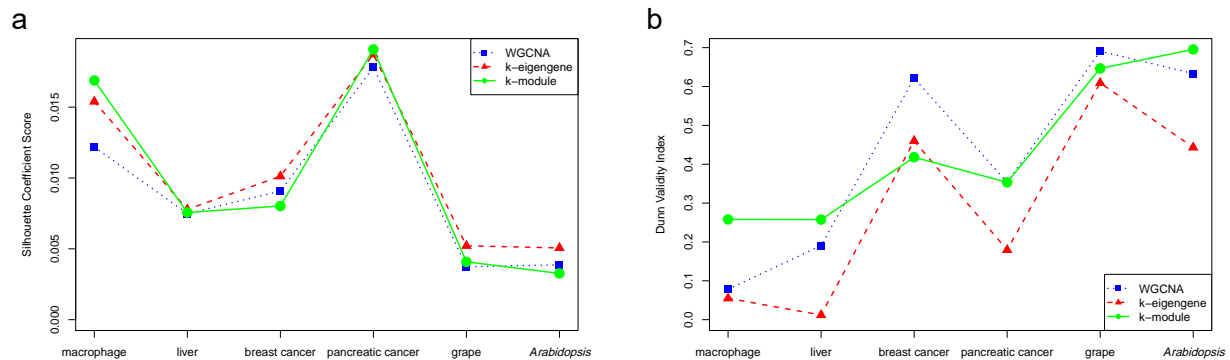 a
Silhouette Coefficient Score
0.015
0.010
0.005
0.000
WGCNA
k−eigengene
k−module
macrophage
liver
breast cancer
pancreatic cancer
grape
Arabidopsis
b
Dunn Validity Index
0.7
0.6
0.5
0.4
0.3
0.2
0.1
0.0
WGCNA
k−eigengene
k−module
macrophage
liver
breast cancer
pancreatic cancer
grape
Arabidopsis